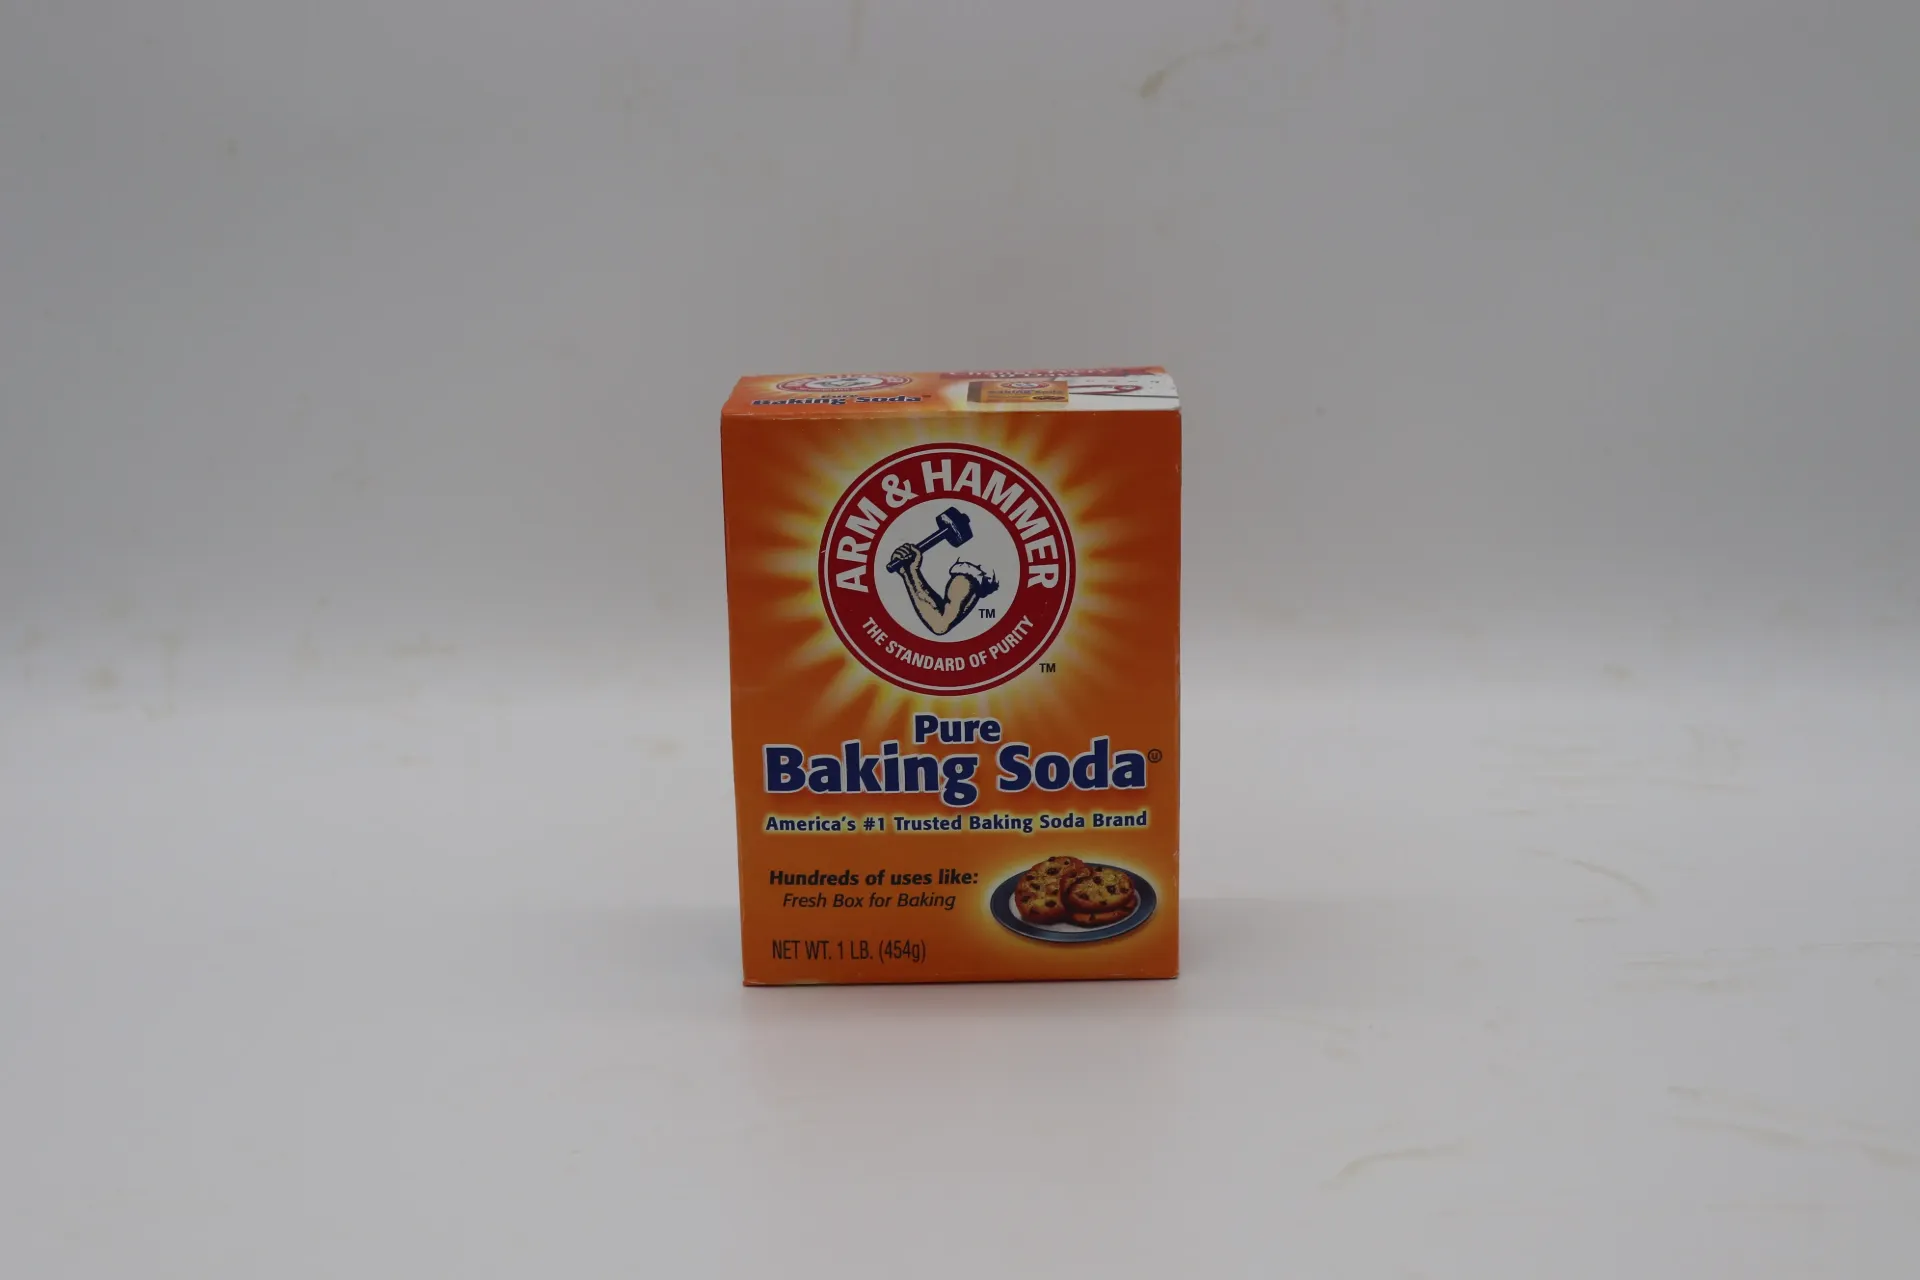 Pure
Baking Soda
ARM & HAMMER
TM
THE STANDARD OF PURITY
TM
Pure
Baking Soda
America's #1 Trusted Baking Soda Brand
Hundreds of uses like:
Fresh Box for Baking
NET WT. 1 LB. (454g)